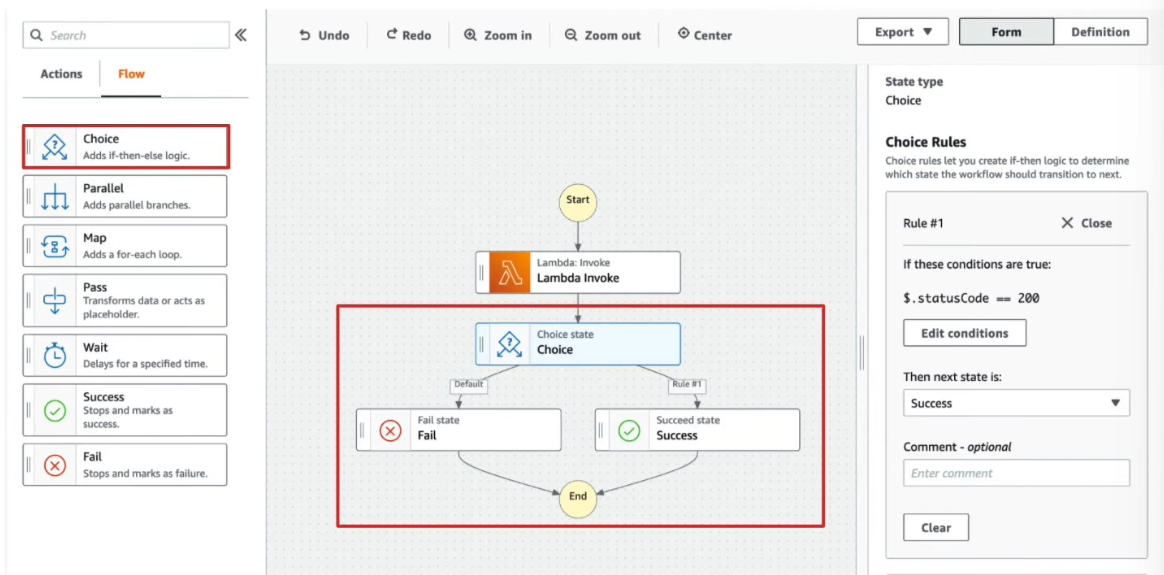 Search
Actions
Flow
Choice
Adds if-then-else logic.
Parallel
Adds parallel branches.
Map
Adds a for-each loop.
Pass
Transforms data or acts as
placeholder.
Wait
Delays for a specified time.
Success
Stops and marks as
success.
Fail
Stops and marks as failure.
Undo
Redo
Zoom in
Zoom out
Center
Export
Form
Definition
Start
Lambda: Invoke
Lambda Invoke
Choice state
Choice
Default
Rule #1
Fail state
Fail
Succeed state
Success
End
State type
Choice
Choice Rules
Choice rules let you create if-then logic to determine
which state the workflow should transition to next.
Rule #1
Close
If these conditions are true:
$.statusCode == 200
Edit conditions
Then next state is:
Success
Comment - optional
Enter comment
Clear